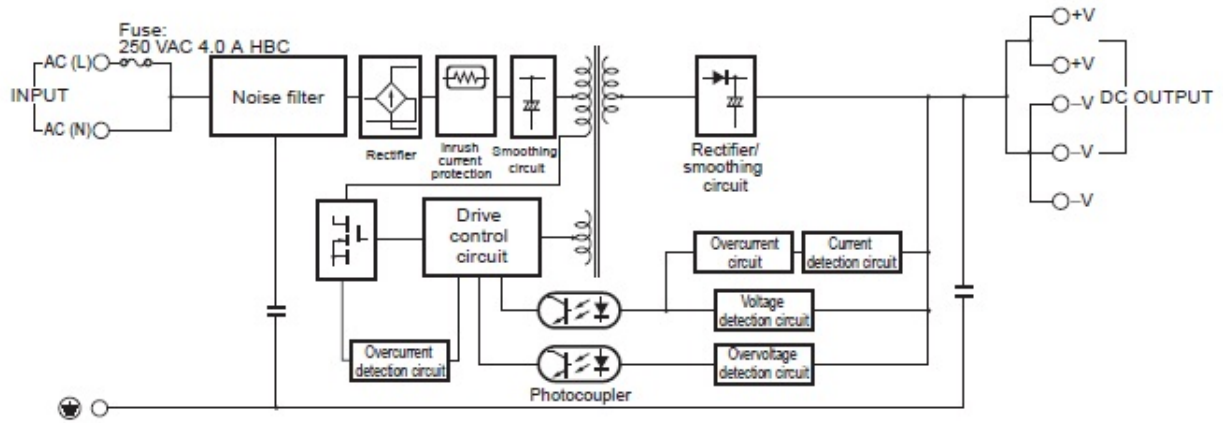 Fuse:
250 VAC 4.0 A HBC
AC (L)
INPUT
AC (N)
Noise filter
Rectifier
Inrush
current
protection
Smoothing
circuit
Rectifier/
smoothing
circuit
+V
+V
–V
DC OUTPUT
–V
–V
Drive
control
circuit
Overcurrent
circuit
Current
detection circuit
Voltage
detection circuit
Overcurrent
detection circuit
Overvoltage
detection circuit
Photocoupler